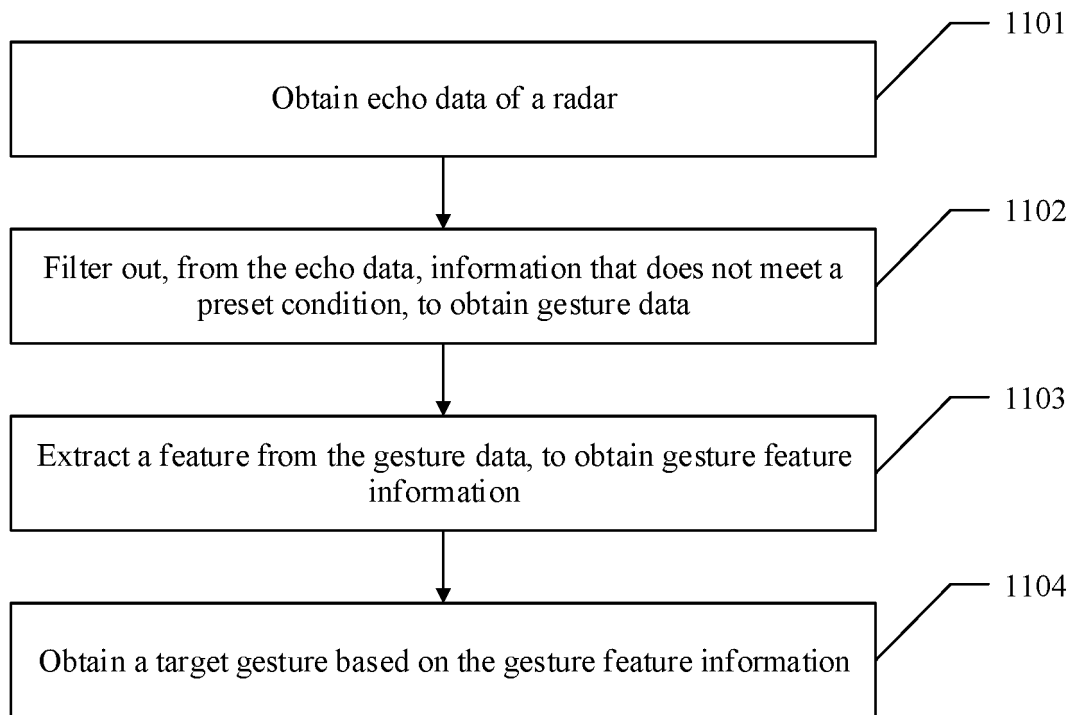 1101
Obtain echo data of a radar
1102
Filter out, from the echo data, information that does not meet a
preset condition, to obtain gesture data
1103
Extract a feature from the gesture data, to obtain gesture feature
information
1104
Obtain a target gesture based on the gesture feature information